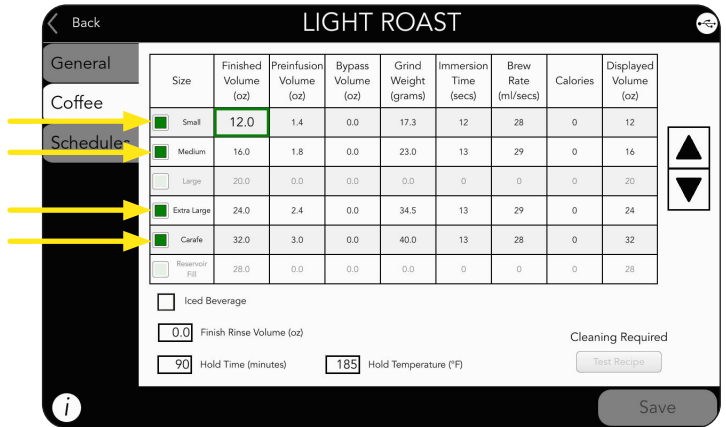 Back
LIGHT ROAST
General
Coffee
Schedules
Size Finished Volume (oz) Preinfusion Volume (oz) Bypass Volume (oz) Grind Weight (grams) Immersion Time (secs) Brew Rate (ml/secs) Calories Displayed Volume (oz)
Small 12.0 1.4 0.0 17.3 12 28 0 12
Medium 16.0 1.8 0.0 23.0 13 29 0 16
Large 20.0 0.0 0.0 0.0 0 0 0 20
Extra Large 24.0 2.4 0.0 34.5 13 29 0 24
Carafe 32.0 3.0 0.0 40.0 13 28 0 32
Reservoir Fill 28.0 0.0 0.0 0.0 0 0 0 28
Iced Beverage
0.0 Finish Rinse Volume (oz)
Cleaning Required
90 Hold Time (minutes) 185 Hold Temperature (°F)
Test Recipe
i
Save